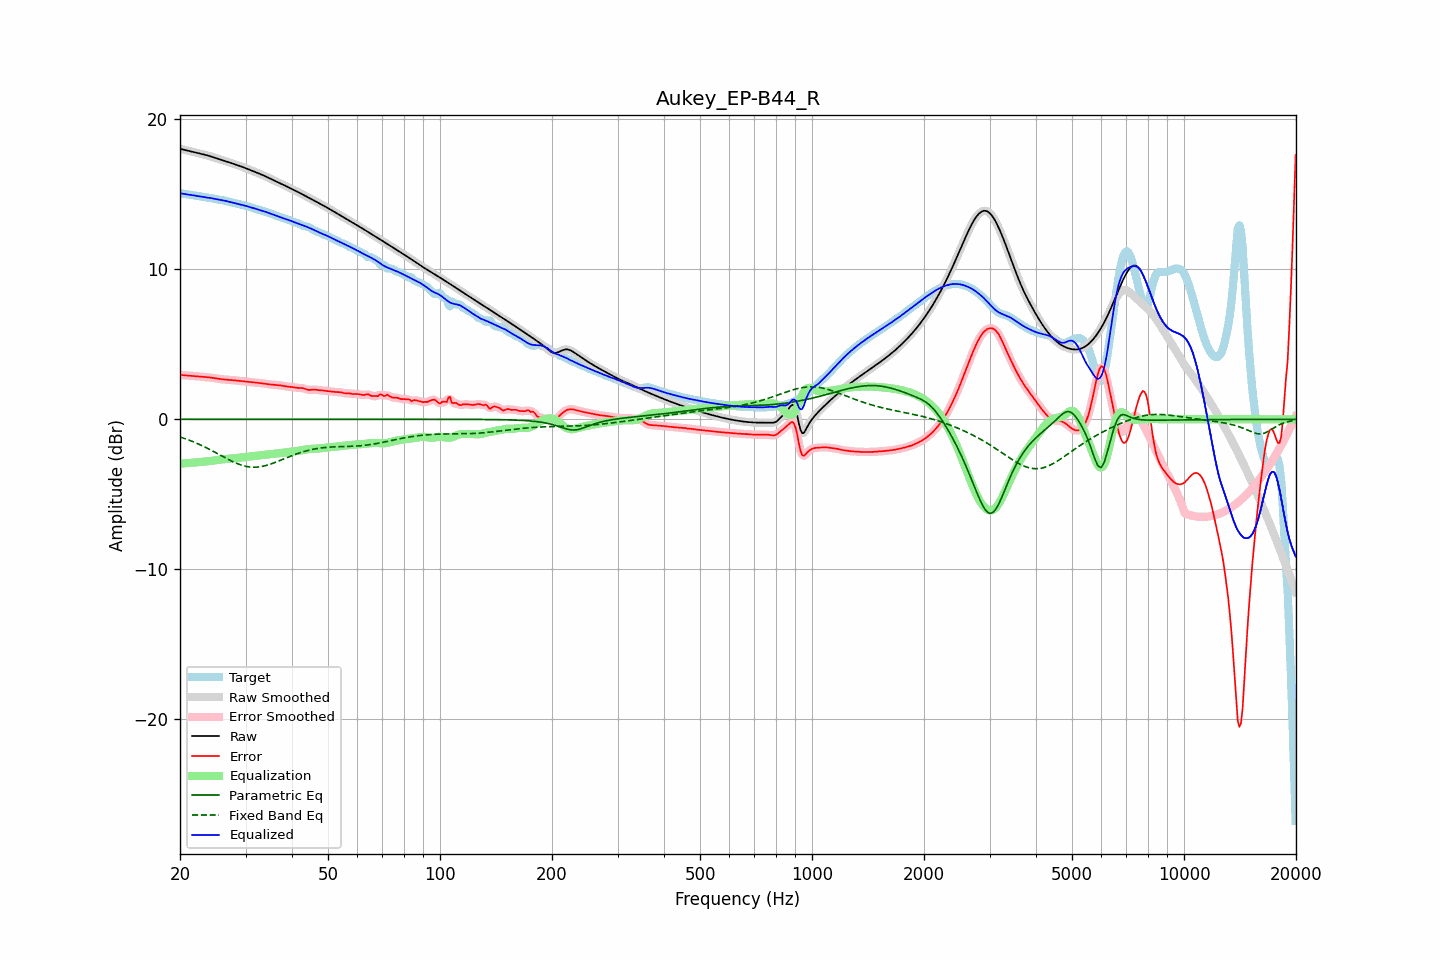 Aukey_EP-B44_R
20
10
0
−10
−20
Amplitude (dBr)
Target
Raw Smoothed
Error Smoothed
Raw
Error
Equalization
Parametric Eq
Fixed Band Eq
Equalized
20 50 100 200 500 1000 2000 5000 10000 20000
Frequency (Hz)